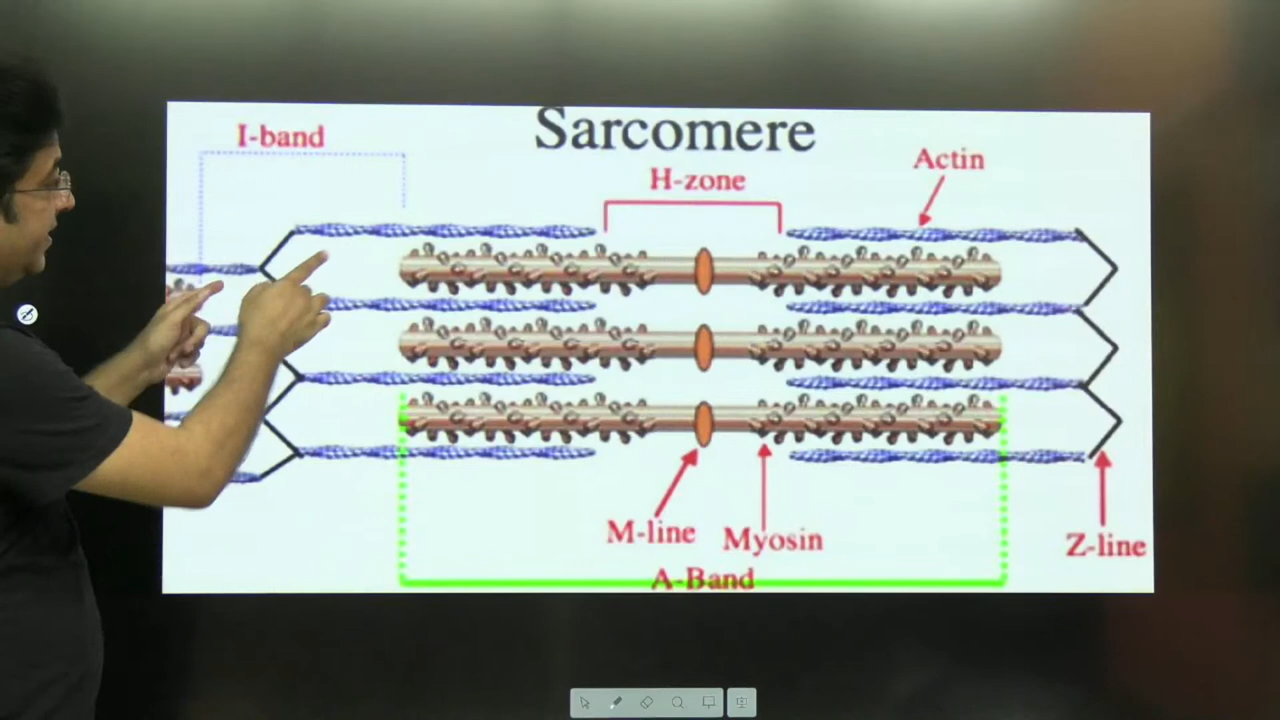 Sarcomere
I-band
H-zone
Actin
M-line
Myosin
Z-line
A-Band